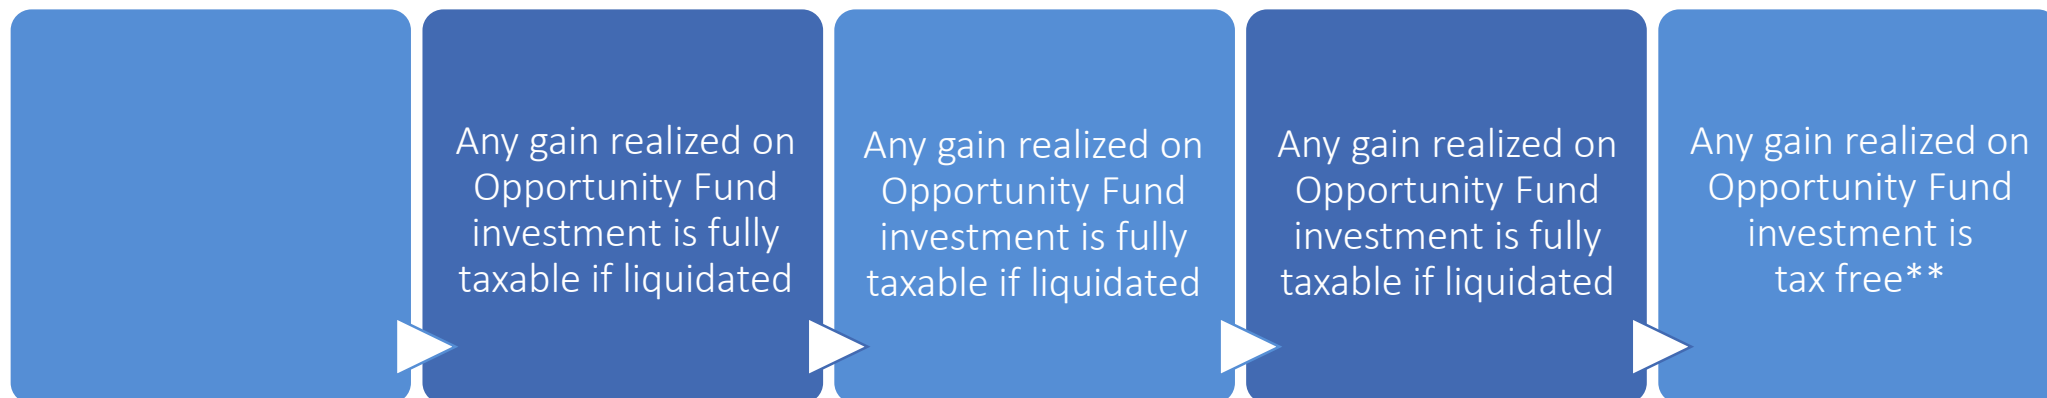 Any gain realized on
Opportunity Fund
investment is fully
taxable if liquidated
Any gain realized on
Opportunity Fund
investment is fully
taxable if liquidated
Any gain realized on
Opportunity Fund
investment is fully
taxable if liquidated
Any gain realized on
Opportunity Fund
investment is
tax free**